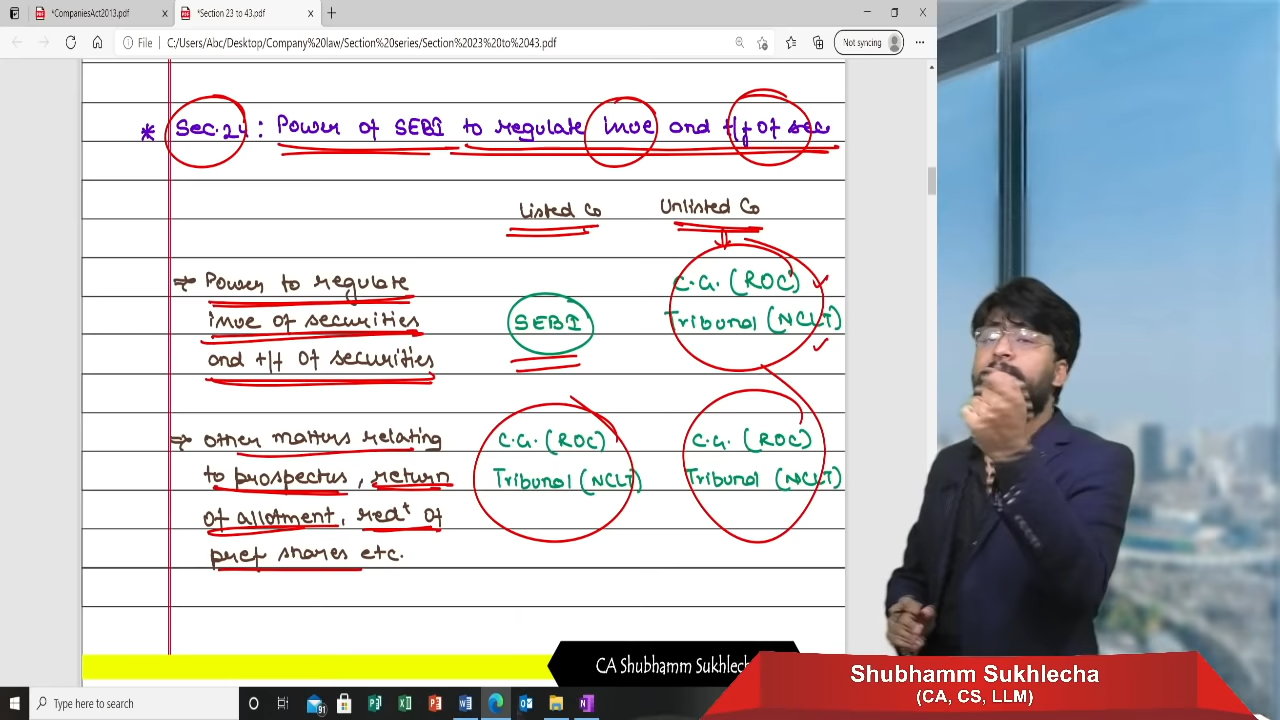 *CompaniesAct2013.pdf
*Section 23 to 43.pdf
File
C:/Users/Abc/Desktop/Company%20law/Section%20series/Section%2023%20to%2043.pdf
Not syncing
* Sec.24 : Power of SEBI to regulate issue and t/f of sec
Listed Co
Unlisted Co
⇒ Power to regulate
issue of securities
and t/f of securities
SEBI
C.G. (ROC)
Tribunal (NCLT)
⇒ other matters relating
to prospectus, return
of allotment, redt of
pref shares etc.
C.G. (ROC)
Tribunal (NCLT)
C.G. (ROC)
Tribunal (NCLT)
CA Shubhamm Sukhlech
Shubhamm Sukhlecha
(CA, CS, LLM)
Type here to search
91